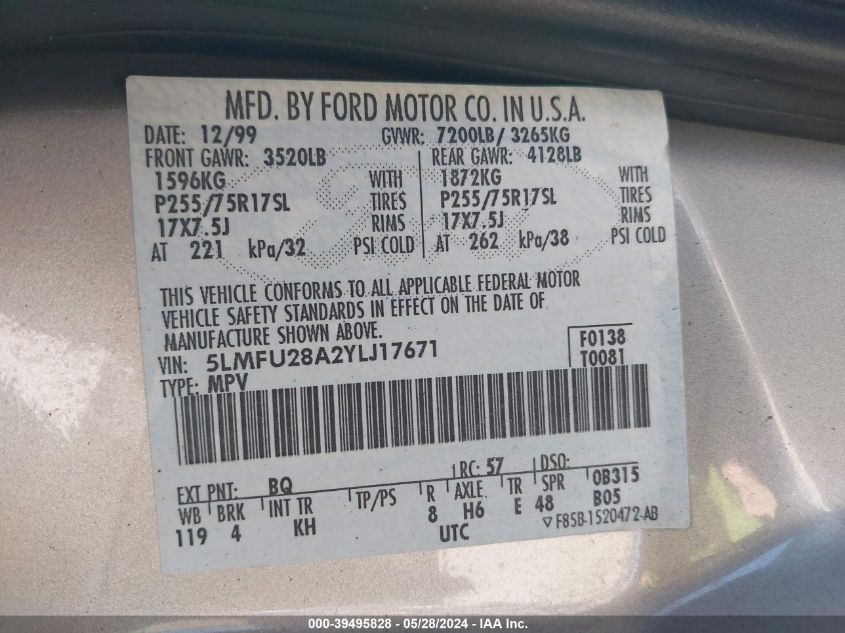 MFD. BY FORD MOTOR CO. IN U.S.A.
DATE: 12/99 GVWR: 7200LB/ 3265KG
FRONT GAWR: 3520LB REAR GAWR: 4128LB
1596KG WITH 1872KG WITH
P255/75R17SL TIRES P255/75R17SL TIRES
17X7.5J RIMS 17X7.5J RIMS
AT 221 kPa/32 PSI COLD AT 262 kPa/38 PSI COLD
THIS VEHICLE CONFORMS TO ALL APPLICABLE FEDERAL MOTOR
VEHICLE SAFETY STANDARDS IN EFFECT ON THE DATE OF
MANUFACTURE SHOWN ABOVE.
VIN: 5LMFU28A2YLJ17671 F0138
TYPE: MPV T0081
EXT PNT: BQ RC: 57 DSO:
WB BRK INT TR TP/PS R AXLE TR SPR 0B315
119 4 KH 8 H6 E 48 B05
UTC ▽F85B-1520472-AB
000-39495828 - 05/28/2024 - IAA Inc.